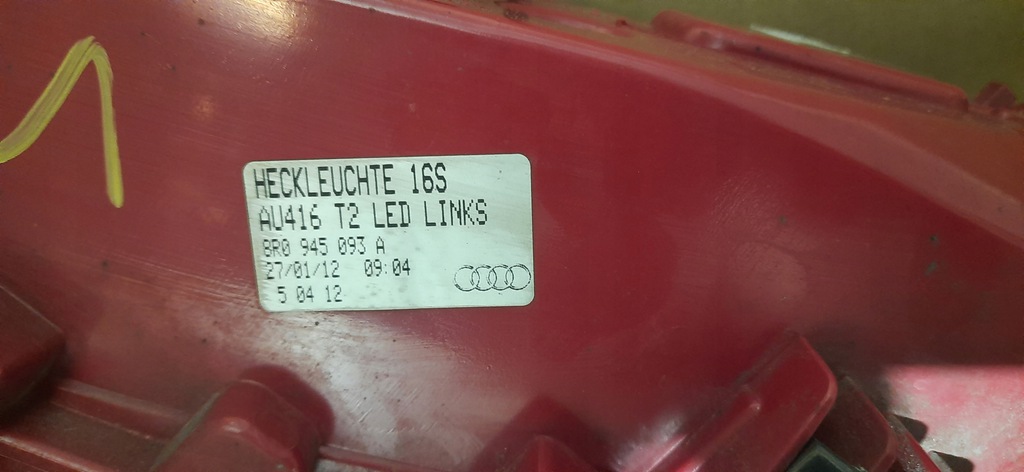 HECKLEUCHTE 16S
AU416 T2 LED LINKS
8R0 945 093 A
27/01/12 09:04
5 04 12